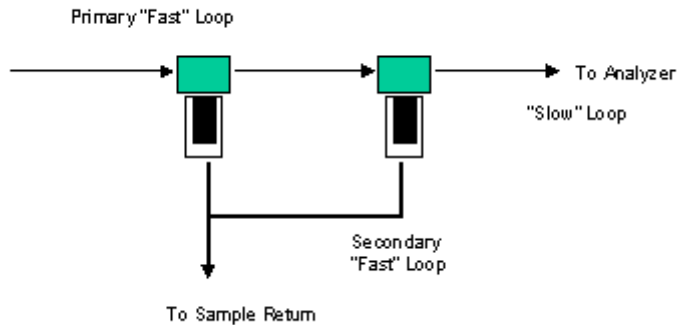 Primary "Fast" Loop
To Analyzer
"Slow" Loop
Secondary
"Fast" Loop
To Sample Return